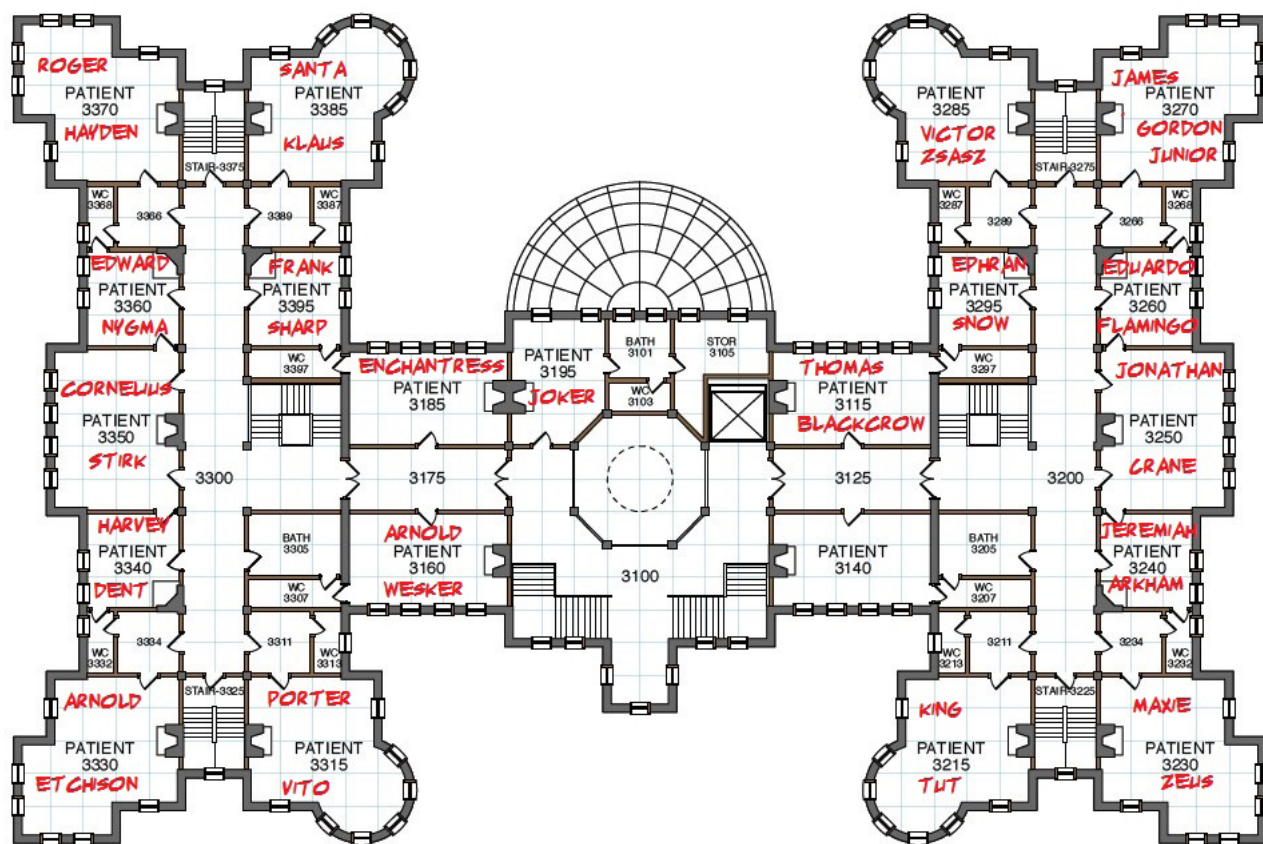 ROGER
PATIENT
3370
HAYDEN
SANTA
PATIENT
3385
KLAUS
STAIR-3375
WC
3368
3366
3389
WC
3387
EDWARD
PATIENT
3360
NYGMA
FRANK
PATIENT
3395
SHARP
WC
3397
CORNELIUS
PATIENT
3350
STIRK
3300
HARVEY
PATIENT
3340
DENT
BATH
3305
WC
3307
3334
WC
3332
3311
WC
3313
STAIR-3325
ARNOLD
PATIENT
3330
ETCHISON
PORTER
PATIENT
3315
VITO
ENCHANTRESS
PATIENT
3185
3175
ARNOLD
PATIENT
3160
WESKER
PATIENT
3195
JOKER
BATH
3101
WC
3103
STOR
3105
3100
THOMAS
PATIENT
3115
BLACKCROW
3125
PATIENT
3140
VICTOR
PATIENT
3285
ZSASZ
JAMES
PATIENT
3270
GORDON
JUNIOR
STAIR-3275
WC
3287
3289
3266
WC
3268
EDHRAN
PATIENT
3295
SNOW
EDUARDO
PATIENT
3260
FLAMINGO
WC
3297
JONATHAN
PATIENT
3250
CRANE
3200
BATH
3205
WC
3207
JEREMIAH
PATIENT
3240
ARKHAM
3211
WC
3213
3234
WC
3232
STAIR-3225
KING
PATIENT
3215
TUT
MAXIE
PATIENT
3230
ZEUS